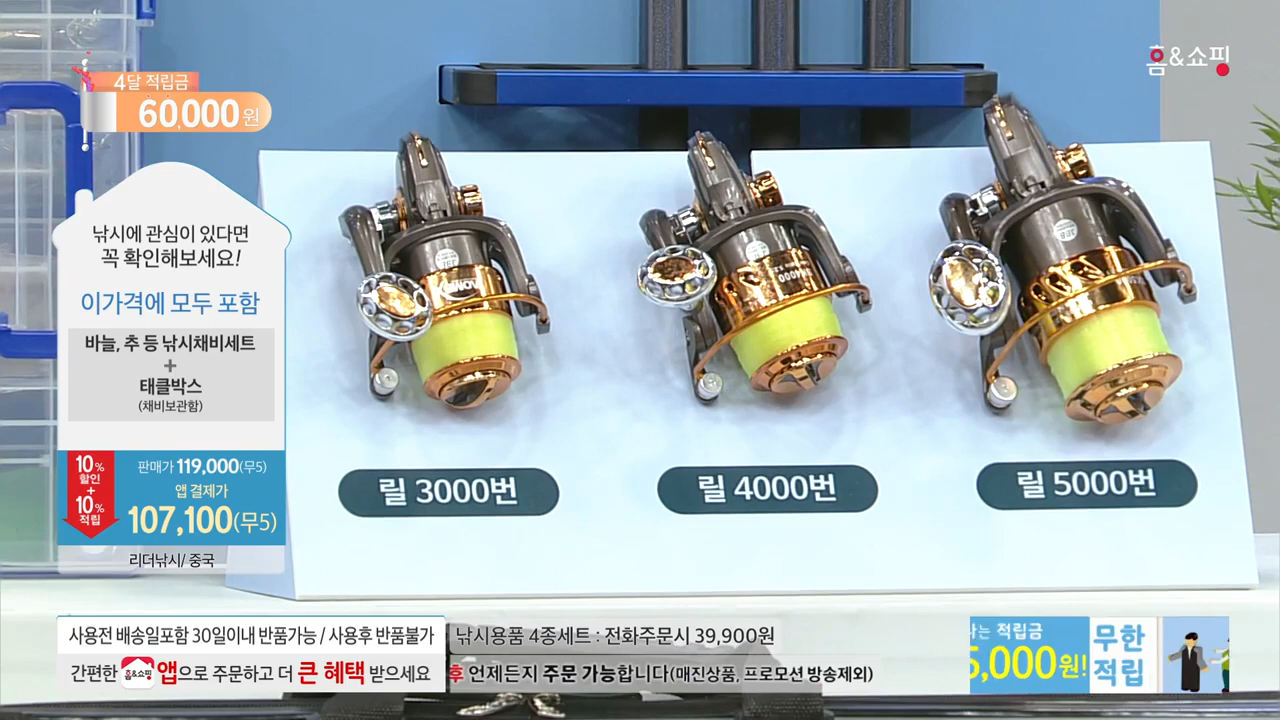 홈&쇼핑
4달 적립금
60,000원
낚시에 관심이 있다면
꼭 확인해보세요!
이가격에 모두 포함
바늘, 추 등 낚시채비세트
+
태클박스
(채비보관함)
10%
할인
+
10%
적립
판매가 119,000(무5)
앱 결제가
107,100(무5)
리더낚시/ 중국
릴 3000번
릴 4000번
릴 5000번
사용전 배송일포함 30일이내 반품가능 / 사용후 반품불가
간편한 홈&쇼핑 앱으로 주문하고 더 큰 혜택 받으세요
낚시용품 4종세트 : 전화주문시 39,900원
후 언제든지 주문 가능합니다(매진상품, 프로모션 방송제외)
는 적립금
5,000원!
무한
적립